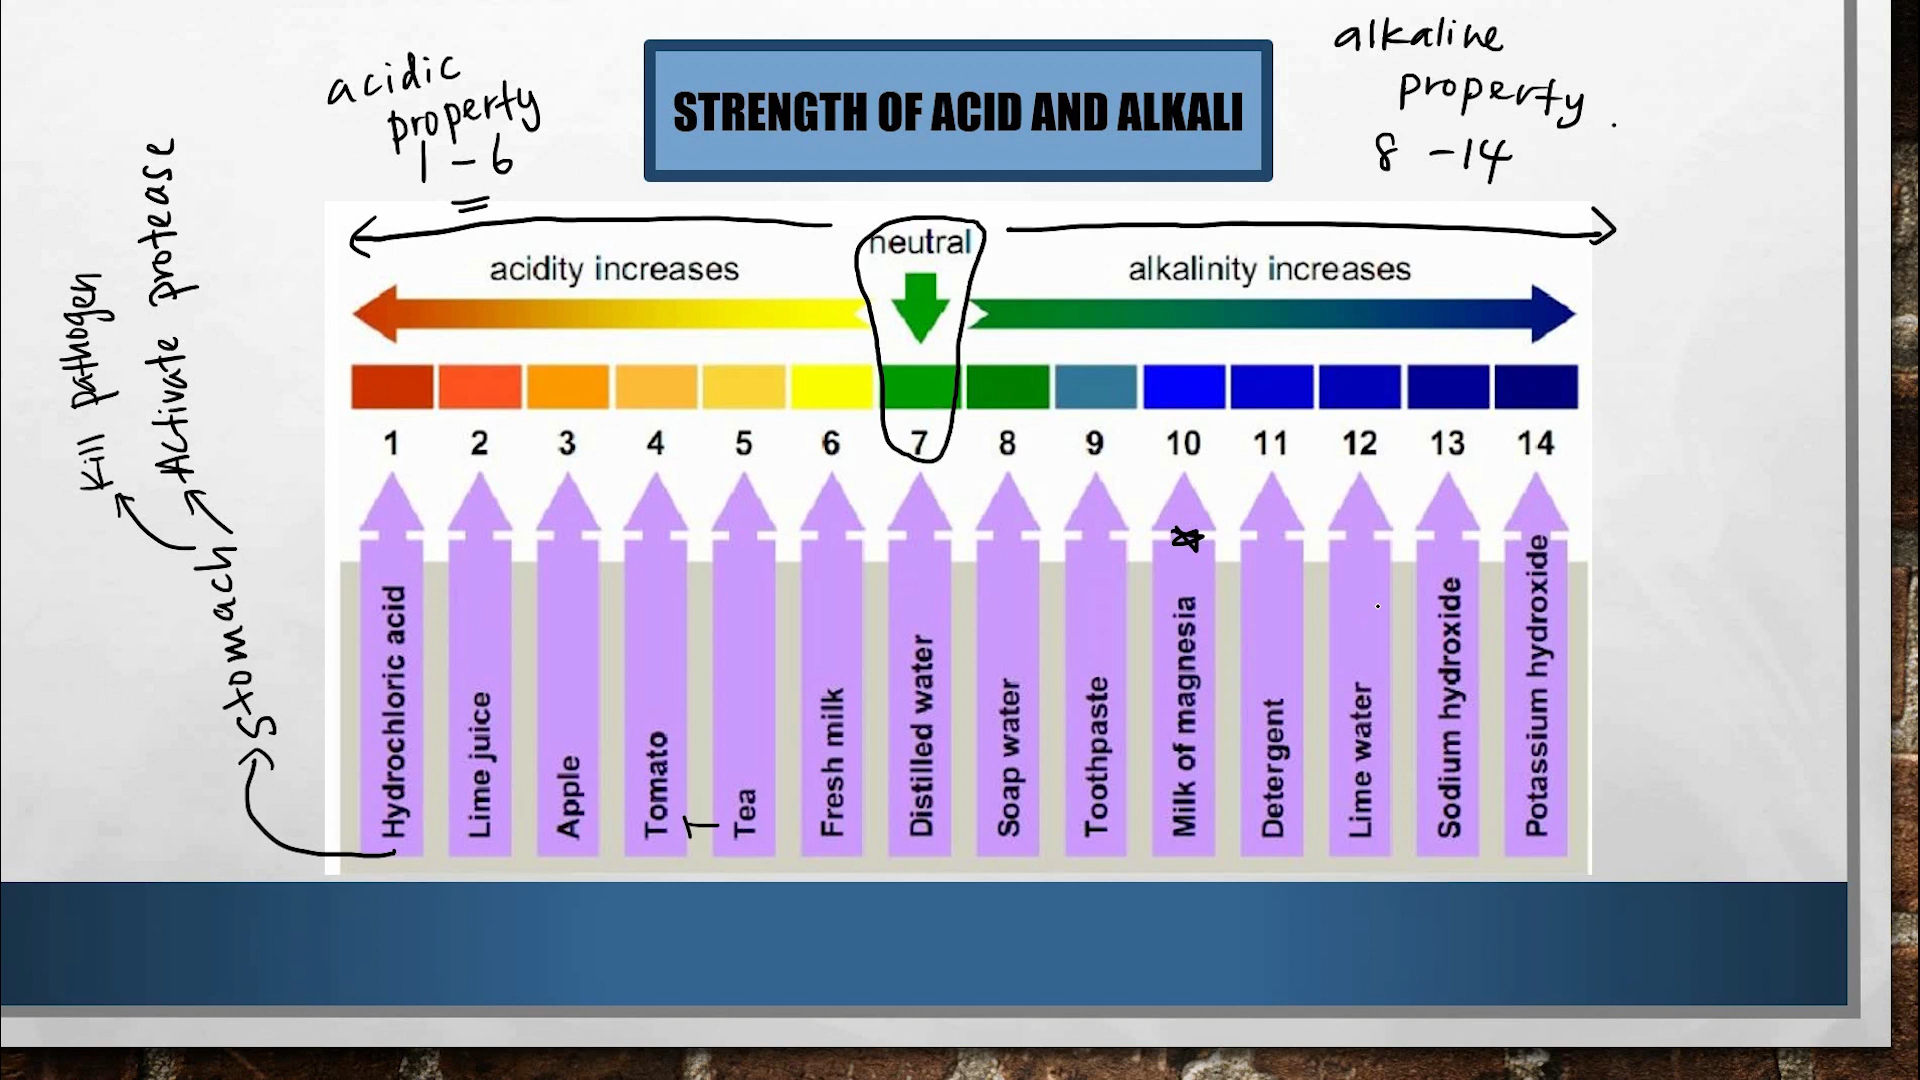 acidic
property
1 - 6
STRENGTH OF ACID AND ALKALI
alkaline
property
8 - 14
neutral
acidity increases
alkalinity increases
1 2 3 4 5 6 7 8 9 10 11 12 13 14
Hydrochloric acid
Lime juice
Apple
Tomato
Tea
Fresh milk
Distilled water
Soap water
Toothpaste
Milk of magnesia
Detergent
Lime water
Sodium hydroxide
Potassium hydroxide
Kill pathogen
Activate protease
Stomach